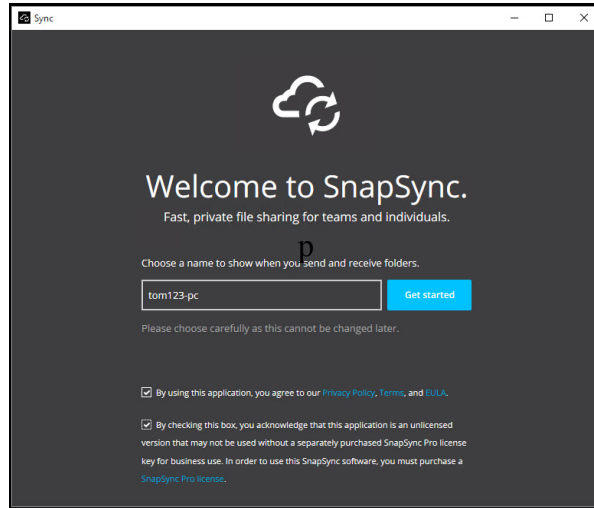 Sync
Welcome to SnapSync.
Fast, private file sharing for teams and individuals.
p
Choose a name to show when you send and receive folders.
tom123-pc
Get started
Please choose carefully as this cannot be changed later.
By using this application, you agree to our Privacy Policy, Terms, and EULA.
By checking this box, you acknowledge that this application is an unlicensed
version that may not be used without a separately purchased SnapSync Pro license
key for business use. In order to use this SnapSync software, you must purchase a
SnapSync Pro license.